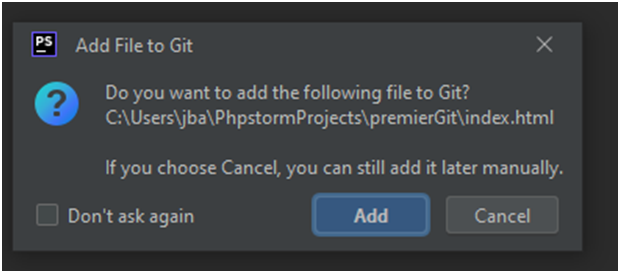 PS Add File to Git
Do you want to add the following file to Git?
C:\Users\jba\PhpstormProjects\premierGit\index.html
If you choose Cancel, you can still add it later manually.
Don't ask again Add Cancel